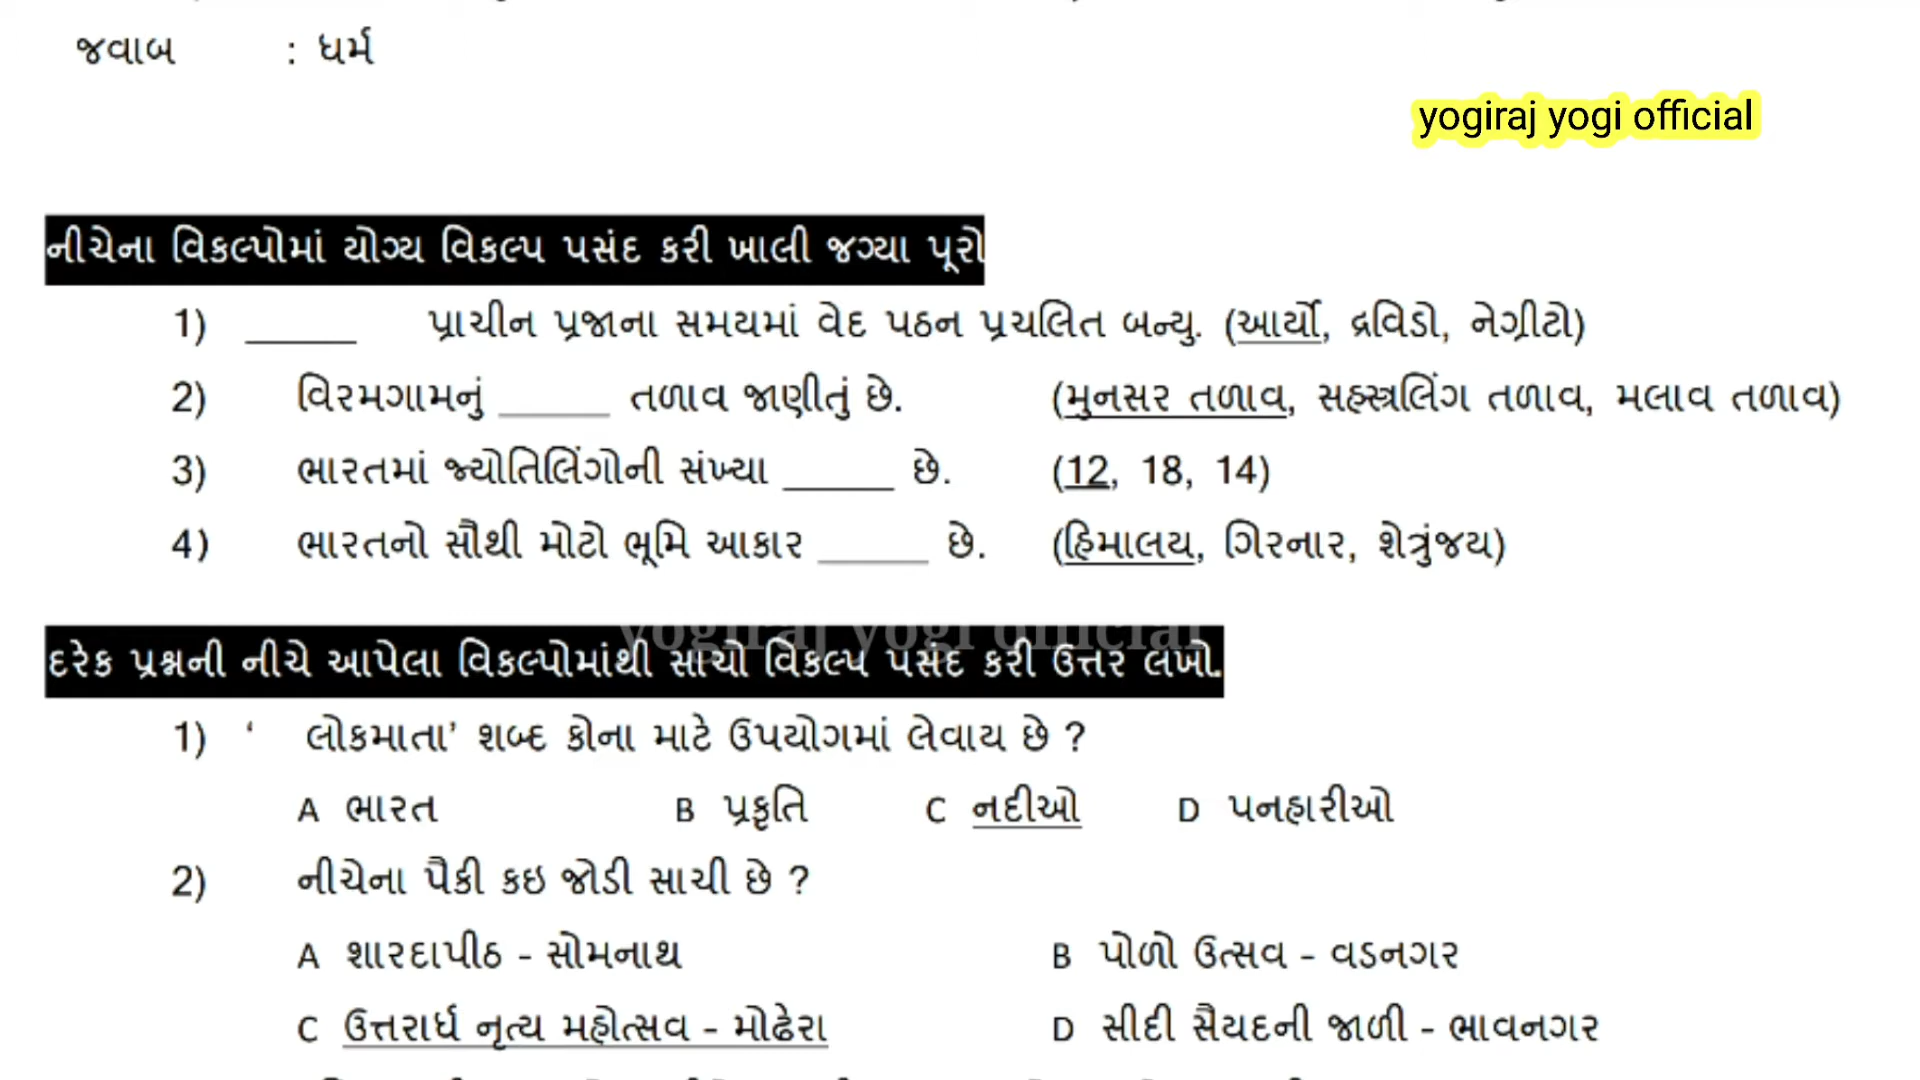 જવાબ : ધર્મ
yogiraj yogi official
નીચેના વિકલ્પોમાં યોગ્ય વિકલ્પ પસંદ કરી ખાલી જગ્યા પૂરો
1) _____ પ્રાચીન પ્રજાના સમયમાં વેદ પઠન પ્રચલિત બન્યુ. (આર્યો, દ્રવિડો, નેગ્રીટો)
2) વિરમગામનું _____ તળાવ જાણીતું છે. (મુનસર તળાવ, સહસ્ત્રલિંગ તળાવ, મલાવ તળાવ)
3) ભારતમાં જ્યોતિલિંગોની સંખ્યા _____ છે. (12, 18, 14)
4) ભારતનો સૌથી મોટો ભૂમિ આકાર _____ છે. (હિમાલય, ગિરનાર, શેત્રુંજય)
yogiraj yogi official
દરેક પ્રશ્નની નીચે આપેલા વિકલ્પોમાંથી સાચો વિકલ્પ પસંદ કરી ઉત્તર લખો.
1) ‘ લોકમાતા’ શબ્દ કોના માટે ઉપયોગમાં લેવાય છે ?
A ભારત B પ્રકૃતિ C નદીઓ D પનહારીઓ
2) નીચેના પૈકી કઇ જોડી સાચી છે ?
A શારદાપીઠ - સોમનાથ B પોળો ઉત્સવ - વડનગર
C ઉત્તરાર્ધ નૃત્ય મહોત્સવ - મોઢેરા D સીદી સૈયદની જાળી - ભાવનગર